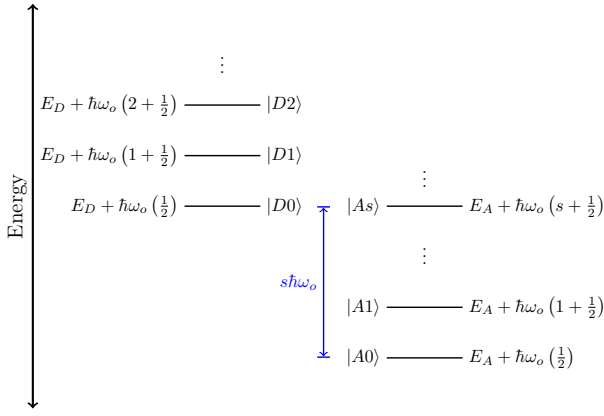 Energy
⋮
E_D + ℏω_o (2 + 1/2) |D2⟩
E_D + ℏω_o (1 + 1/2) |D1⟩
E_D + ℏω_o (1/2) |D0⟩
⋮
|As⟩ E_A + ℏω_o (s + 1/2)
⋮
sℏω_o
|A1⟩ E_A + ℏω_o (1 + 1/2)
|A0⟩ E_A + ℏω_o (1/2)